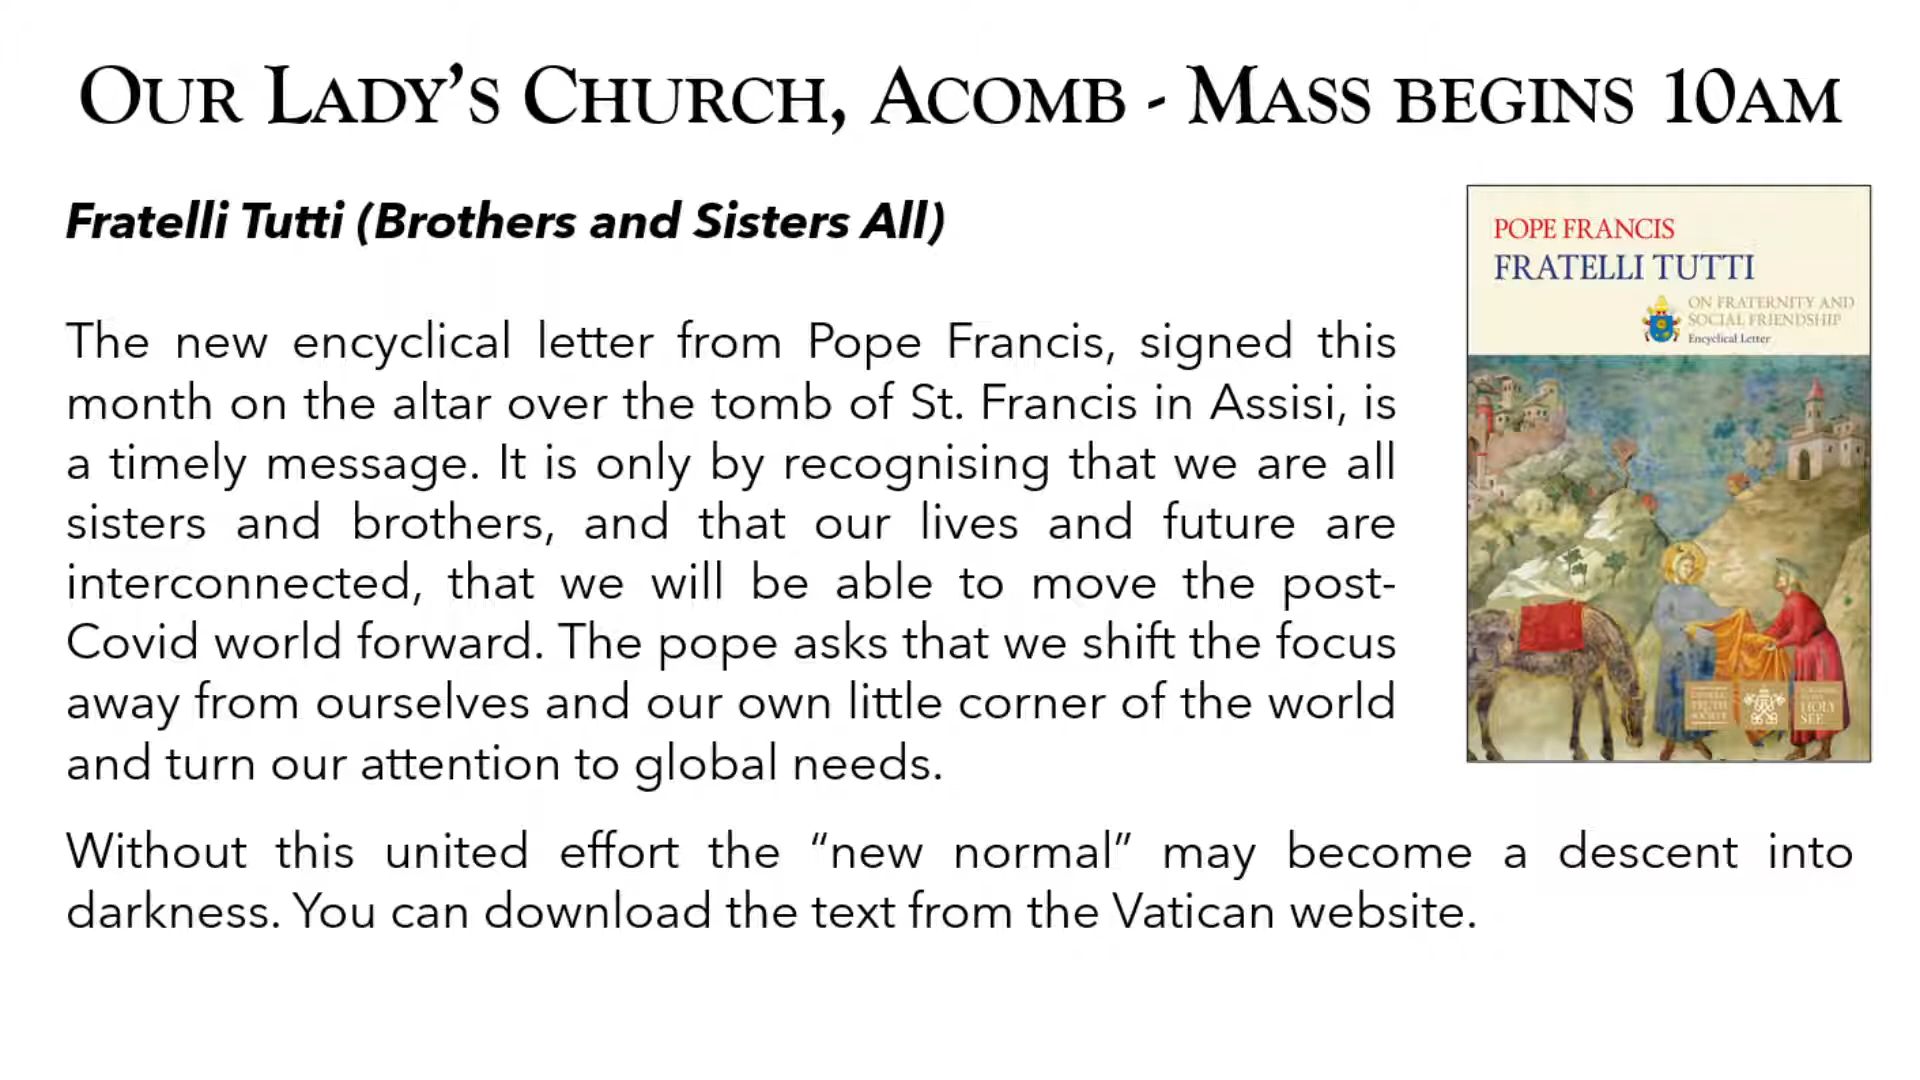 OUR LADY’S CHURCH, ACOMB - MASS BEGINS 10AM
Fratelli Tutti (Brothers and Sisters All)
The new encyclical letter from Pope Francis, signed this
month on the altar over the tomb of St. Francis in Assisi, is
a timely message. It is only by recognising that we are all
sisters and brothers, and that our lives and future are
interconnected, that we will be able to move the post-
Covid world forward. The pope asks that we shift the focus
away from ourselves and our own little corner of the world
and turn our attention to global needs.
Without this united effort the “new normal” may become a descent into
darkness. You can download the text from the Vatican website.
POPE FRANCIS
FRATELLI TUTTI
ON FRATERNITY AND
SOCIAL FRIENDSHIP
Encyclical Letter
TRUTH
SOCIETY
HOLY
SEE